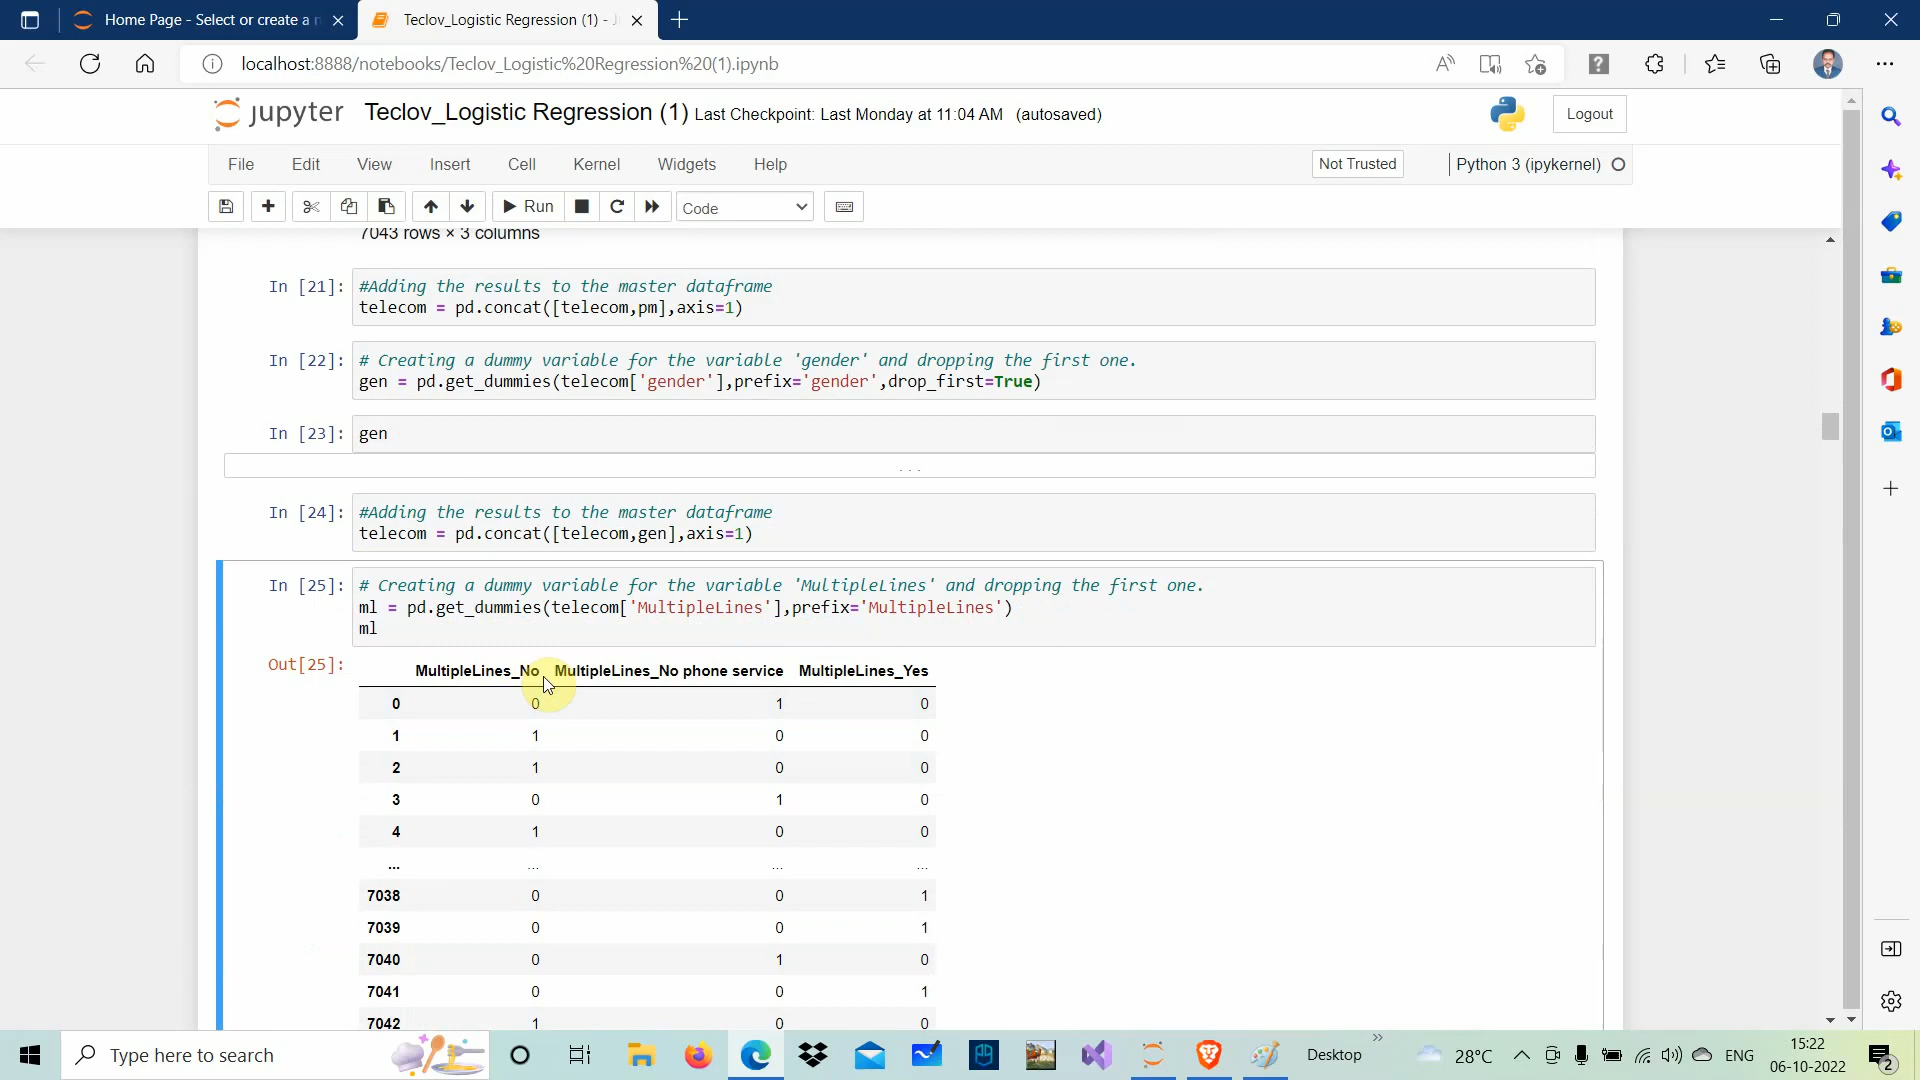 Home Page - Select or create a n
Teclov_Logistic Regression (1) - J
localhost:8888/notebooks/Teclov_Logistic%20Regression%20(1).ipynb
jupyter Teclov_Logistic Regression (1) Last Checkpoint: Last Monday at 11:04 AM (autosaved)
Logout
File Edit View Insert Cell Kernel Widgets Help
Not Trusted
Python 3 (ipykernel)
Run
Code
7043 rows × 3 columns
In [21]: #Adding the results to the master dataframe
telecom = pd.concat([telecom,pm],axis=1)
In [22]: # Creating a dummy variable for the variable 'gender' and dropping the first one.
gen = pd.get_dummies(telecom['gender'],prefix='gender',drop_first=True)
In [23]: gen
...
In [24]: #Adding the results to the master dataframe
telecom = pd.concat([telecom,gen],axis=1)
In [25]: # Creating a dummy variable for the variable 'MultipleLines' and dropping the first one.
ml = pd.get_dummies(telecom['MultipleLines'],prefix='MultipleLines')
ml
Out[25]:
MultipleLines_No MultipleLines_No phone service MultipleLines_Yes
0 0 1 0
1 1 0 0
2 1 0 0
3 0 1 0
4 1 0 0
... ... ... ...
7038 0 0 1
7039 0 0 1
7040 0 1 0
7041 0 0 1
7042 1 0 0
Type here to search
Desktop
28°C
ENG
15:22
06-10-2022
2